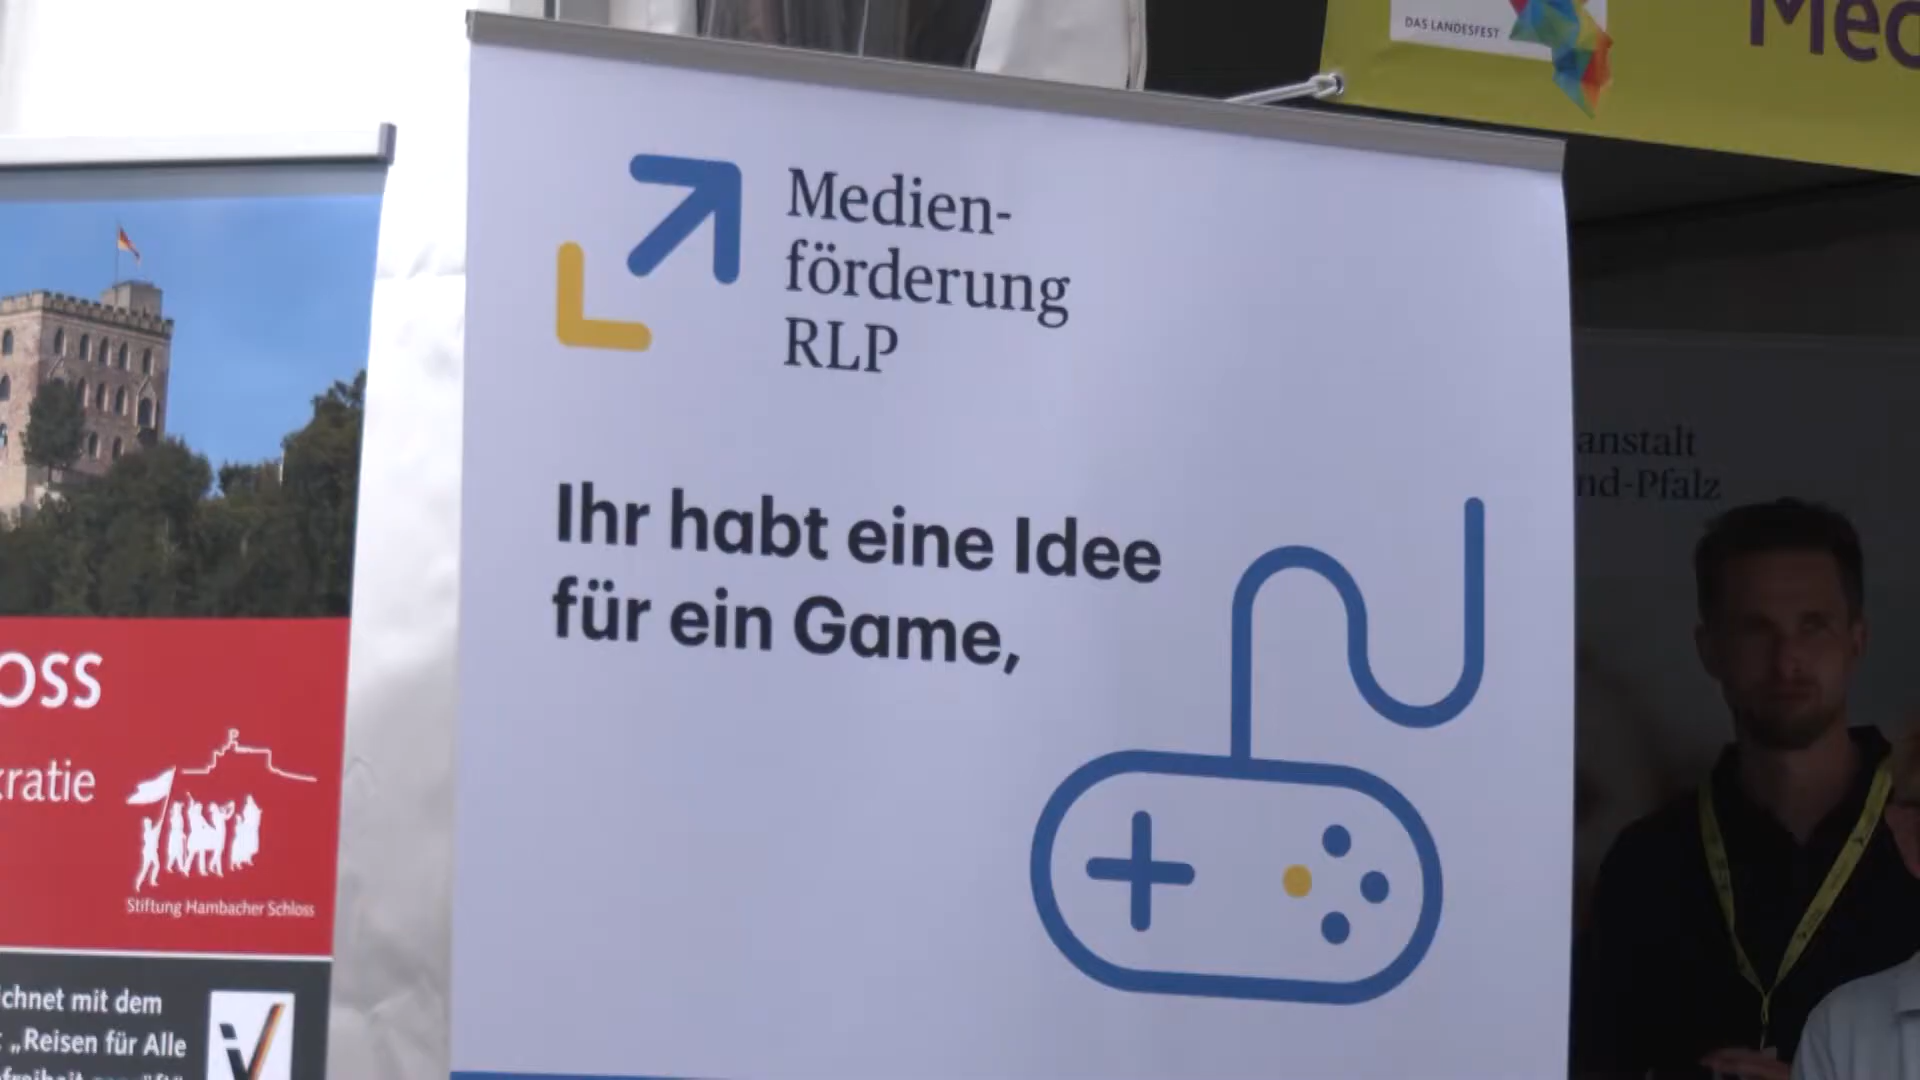 DAS LANDESFEST
Medien-
förderung
RLP
Ihr habt eine Idee
für ein Game,
anstalt
nd-Pfalz
oss
kratie
Stiftung Hambacher Schloss
ichnet mit dem
„Reisen für Alle